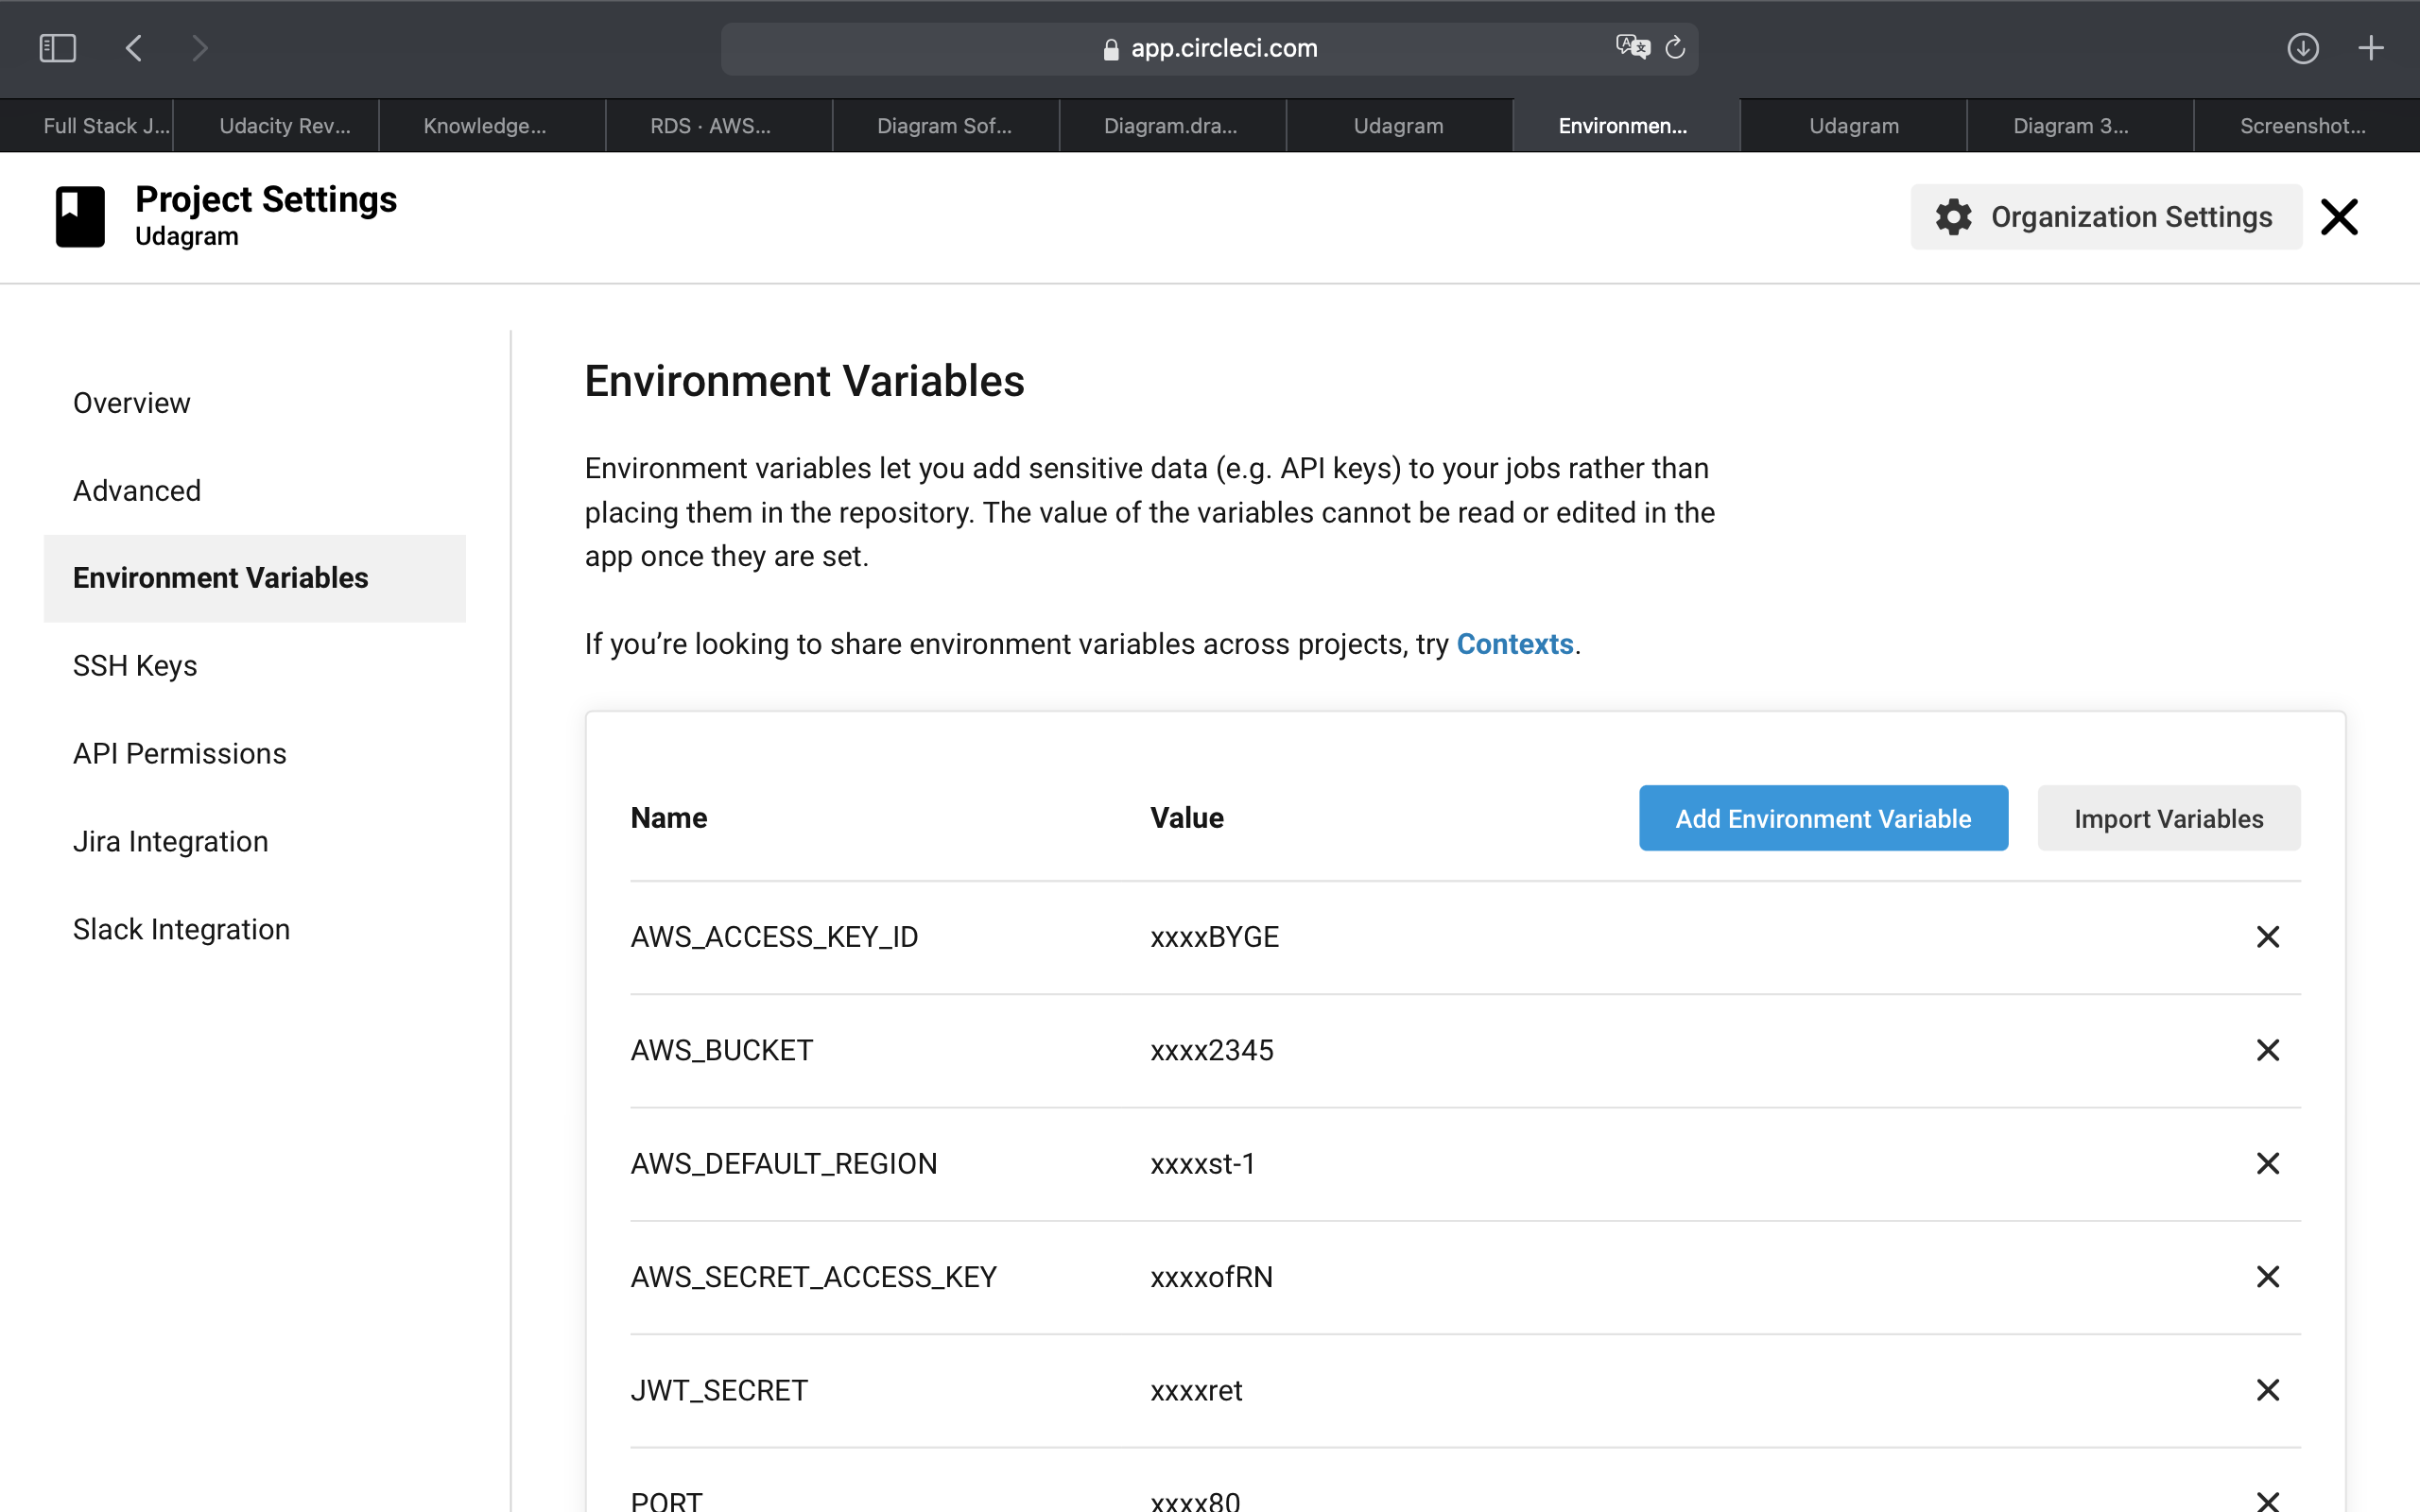 app.circleci.com
Full Stack J... Udacity Rev... Knowledge... RDS · AWS... Diagram Sof... Diagram.dra... Udagram Environmen... Udagram Diagram 3... Screenshot...
Project Settings
Udagram
Organization Settings
Overview
Advanced
Environment Variables
SSH Keys
API Permissions
Jira Integration
Slack Integration
Environment Variables
Environment variables let you add sensitive data (e.g. API keys) to your jobs rather than
placing them in the repository. The value of the variables cannot be read or edited in the
app once they are set.
If you’re looking to share environment variables across projects, try Contexts.
Name Value Add Environment Variable Import Variables
AWS_ACCESS_KEY_ID xxxxBYGE
AWS_BUCKET xxxx2345
AWS_DEFAULT_REGION xxxxst-1
AWS_SECRET_ACCESS_KEY xxxxofRN
JWT_SECRET xxxxret
PORT xxxx80